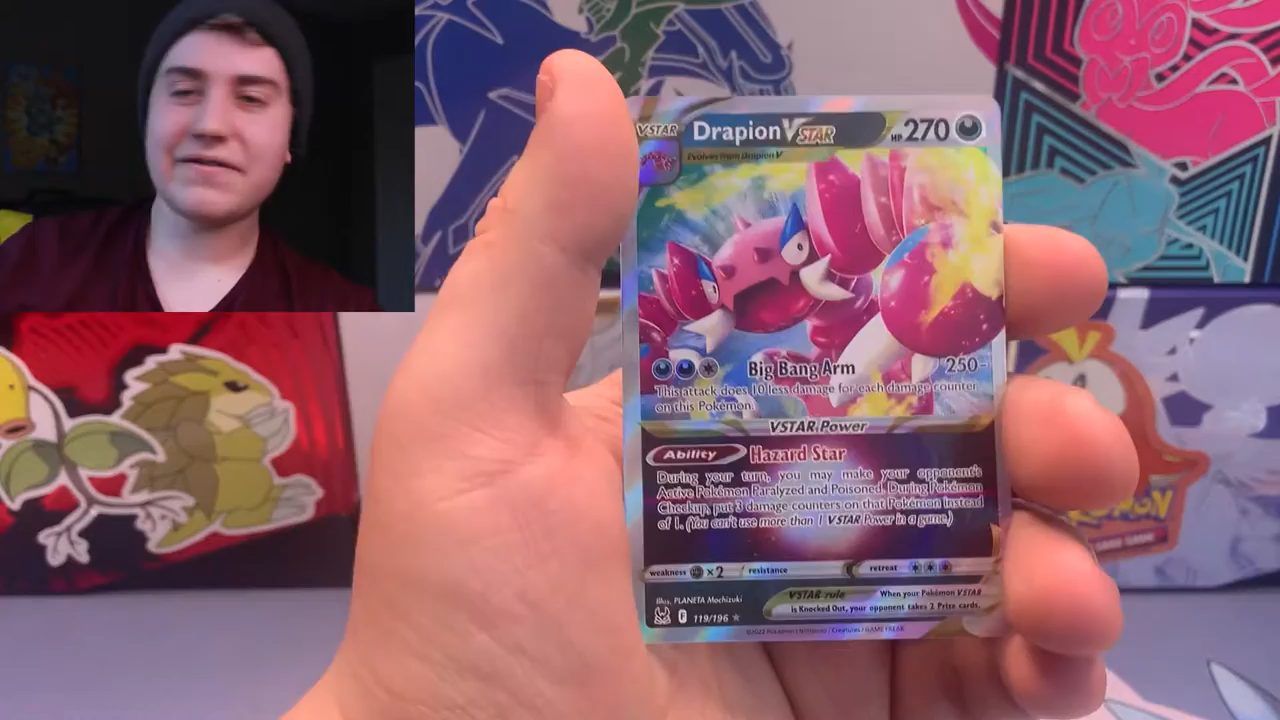 VSTAR Drapion VSTAR HP 270
Evolves from Drapion V
Big Bang Arm 250-
This attack does 10 less damage for each damage counter
on this Pokémon.
VSTAR Power
Ability Hazard Star
During your turn, you may make your opponent's
Active Pokémon Paralyzed and Poisoned. During Pokémon
Checkup, put 3 damage counters on that Pokémon instead
of 1. (You can't use more than 1 VSTAR Power in a game.)
weakness ×2 resistance retreat
Illus. PLANETA Mochizuki
VSTAR rule When your Pokémon VSTAR
is Knocked Out, your opponent takes 2 Prize cards.
F 119/196
©2022 Pokémon / Nintendo / Creatures / GAME FREAK